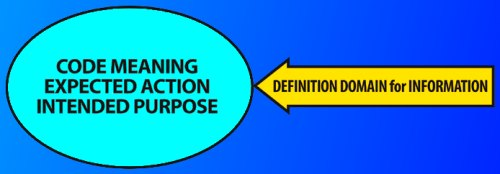 CODE MEANING
EXPECTED ACTION
INTENDED PURPOSE
DEFINITION DOMAIN for INFORMATION